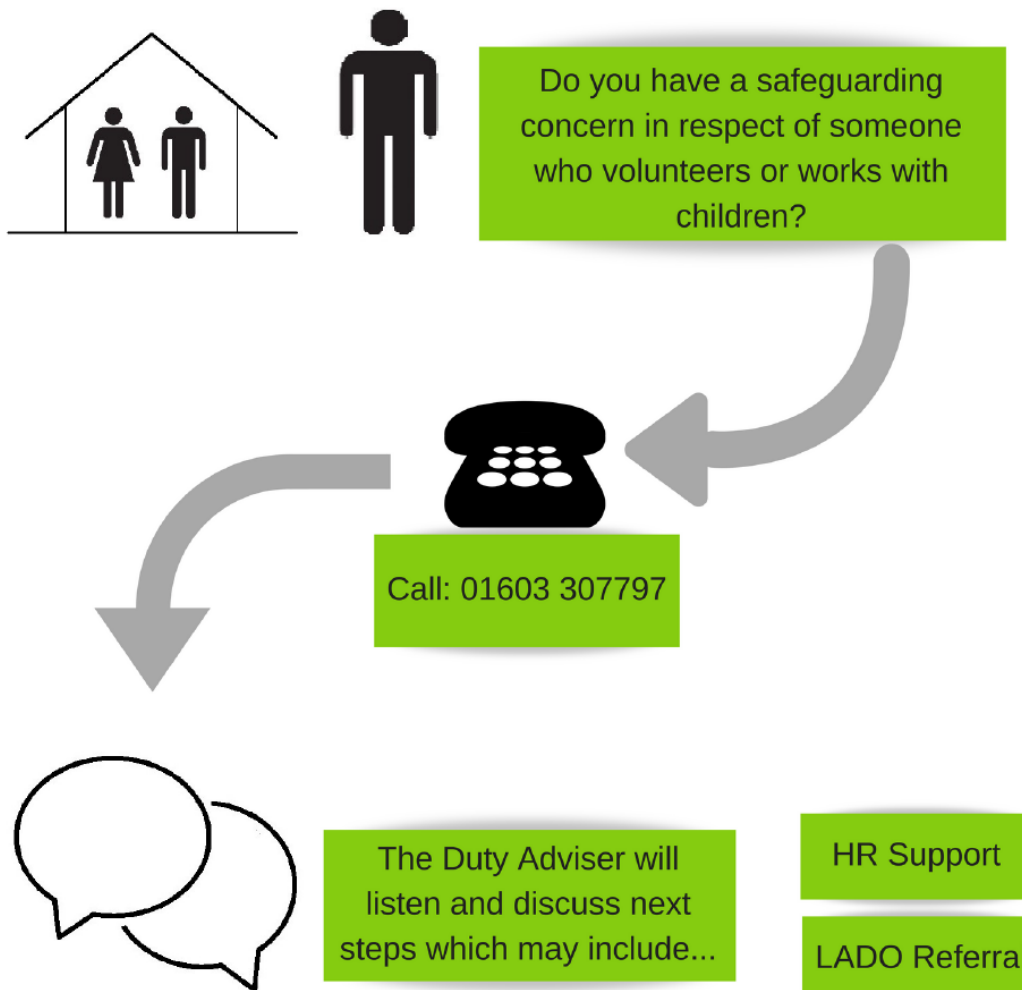 Do you have a safeguarding
concern in respect of someone
who volunteers or works with
children?
Call: 01603 307797
The Duty Adviser will
listen and discuss next
steps which may include...
HR Support
LADO Referra